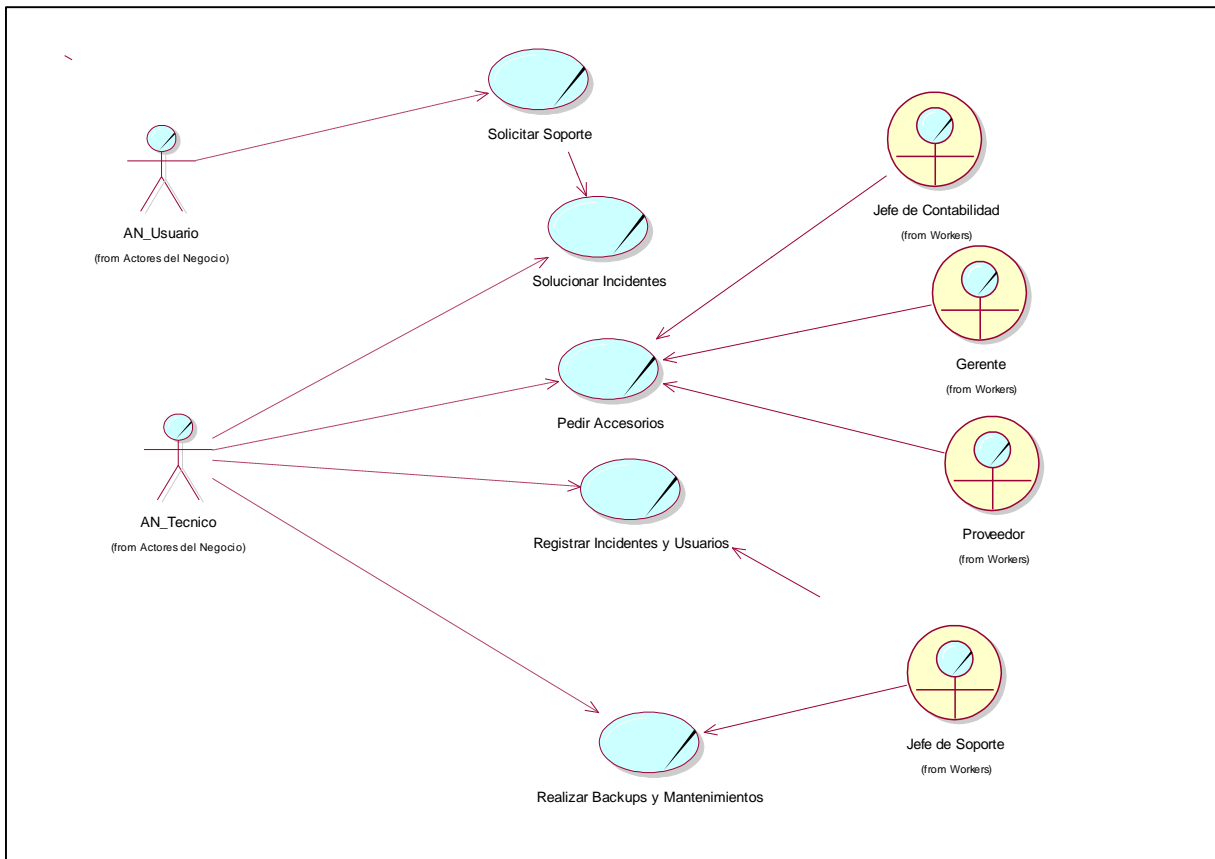 Solicitar Soporte
AN_Usuario
(from Actores del Negocio)
Jefe de Contabilidad
(from Workers)
Solucionar Incidentes
Gerente
(from Workers)
Pedir Accesorios
AN_Tecnico
(from Actores del Negocio)
Registrar Incidentes y Usuarios
Proveedor
(from Workers)
Jefe de Soporte
(from Workers)
Realizar Backups y Mantenimientos